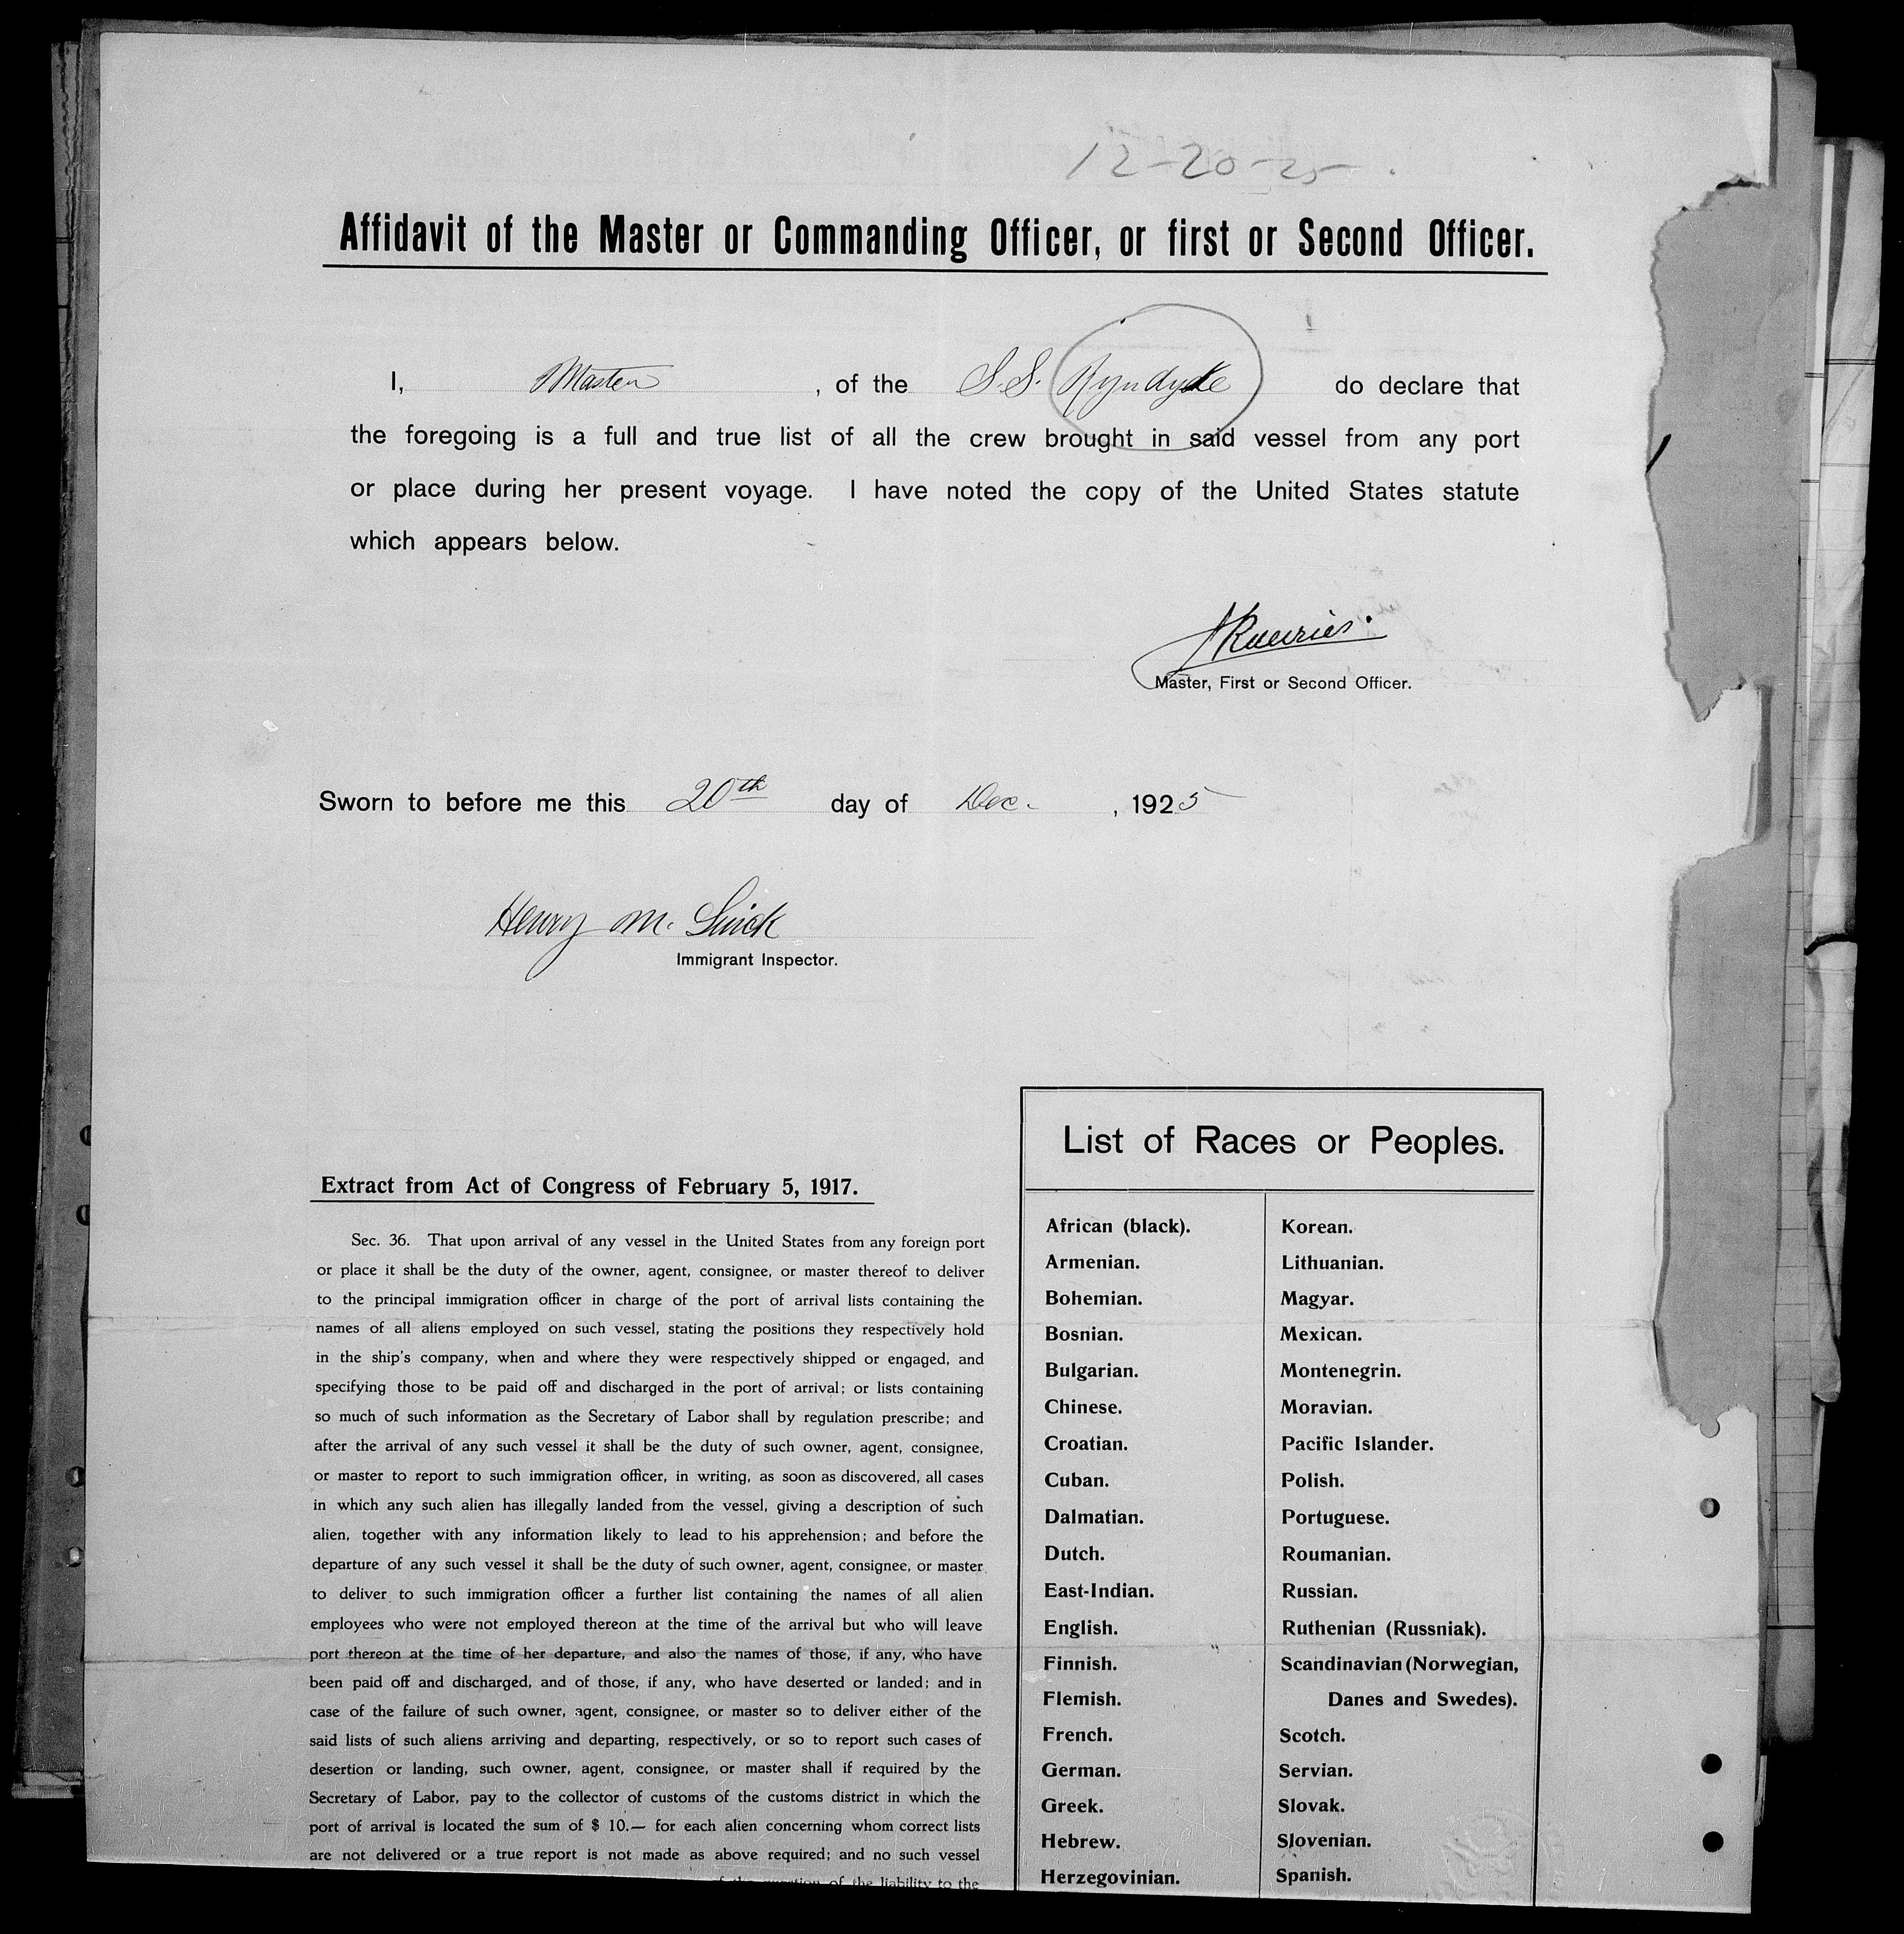 12-20-25
Affidavit of the Master or Commanding Officer, or first or Second Officer.
I, Master, of the S.S. Ryndyke do declare that
the foregoing is a full and true list of all the crew brought in said vessel from any port
or place during her present voyage. I have noted the copy of the United States statute
which appears below.
Master, First or Second Officer.
Sworn to before me this 20th day of Dec. , 1925
Henry M.
Immigrant Inspector.
Extract from Act of Congress of February 5, 1917.
Sec. 36. That upon arrival of any vessel in the United States from any foreign port
or place it shall be the duty of the owner, agent, consignee, or master thereof to deliver
to the principal immigration officer in charge of the port of arrival lists containing the
names of all aliens employed on such vessel, stating the positions they respectively hold
in the ship's company, when and where they were respectively shipped or engaged, and
specifying those to be paid off and discharged in the port of arrival; or lists containing
so much of such information as the Secretary of Labor shall by regulation prescribe; and
after the arrival of any such vessel it shall be the duty of such owner, agent, consignee,
or master to report to such immigration officer, in writing, as soon as discovered, all cases
in which any such alien has illegally landed from the vessel, giving a description of such
alien, together with any information likely to lead to his apprehension; and before the
departure of any such vessel it shall be the duty of such owner, agent, consignee, or master
to deliver to such immigration officer a further list containing the names of all alien
employees who were not employed thereon at the time of the arrival but who will leave
port thereon at the time of her departure, and also the names of those, if any, who have
been paid off and discharged, and of those, if any, who have deserted or landed; and in
case of the failure of such owner, agent, consignee, or master so to deliver either of the
said lists of such aliens arriving and departing, respectively, or so to report such cases of
desertion or landing, such owner, agent, consignee, or master shall if required by the
Secretary of Labor, pay to the collector of customs of the customs district in which the
port of arrival is located the sum of $ 10.— for each alien concerning whom correct lists
are not delivered or a true report is not made as above required; and no such vessel
of the question of the liability to the
List of Races or Peoples.
African (black).
Armenian.
Bohemian.
Bosnian.
Bulgarian.
Chinese.
Croatian.
Cuban.
Dalmatian.
Dutch.
East-Indian.
English.
Finnish.
Flemish.
French.
German.
Greek.
Hebrew.
Herzegovinian.
Korean.
Lithuanian.
Magyar.
Mexican.
Montenegrin.
Moravian.
Pacific Islander.
Polish.
Portuguese.
Roumanian.
Russian.
Ruthenian (Russniak).
Scandinavian (Norwegian,
Danes and Swedes).
Scotch.
Servian.
Slovak.
Slovenian.
Spanish.